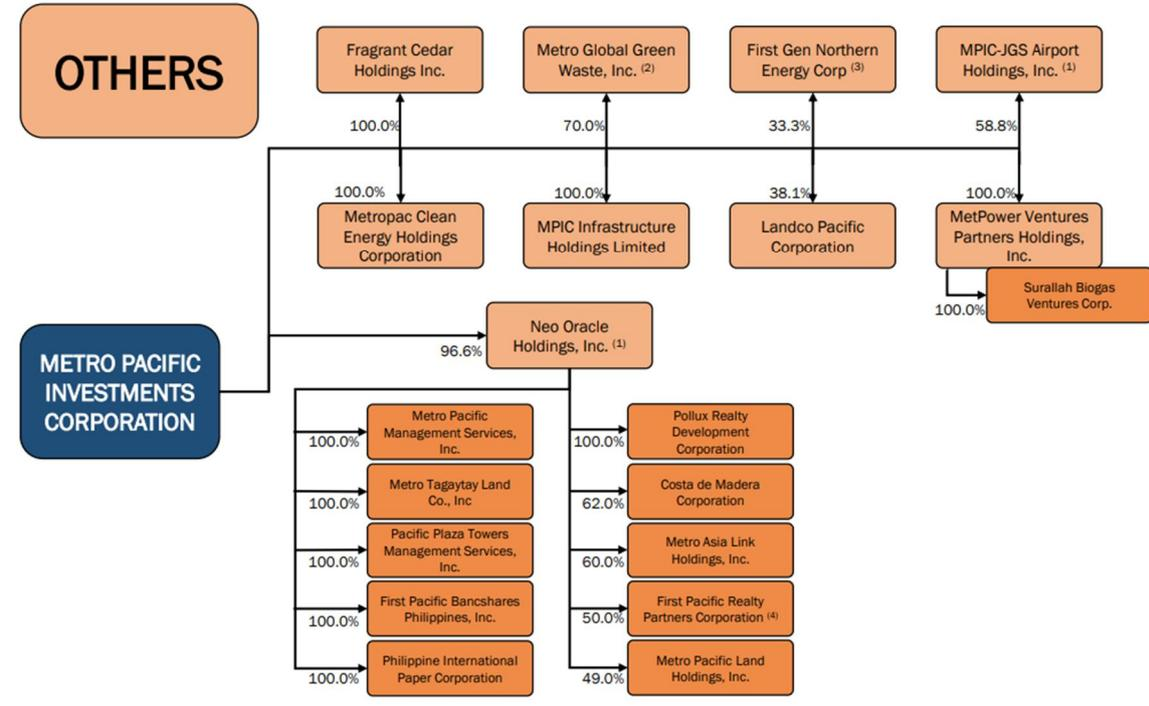 OTHERS
Fragrant Cedar
Holdings Inc.
Metro Global Green
Waste, Inc. (2)
First Gen Northern
Energy Corp (3)
MPIC-JGS Airport
Holdings, Inc. (1)
100.0%
70.0%
33.3%
58.8%
100.0%
100.0%
38.1%
100.0%
Metropac Clean
Energy Holdings
Corporation
MPIC Infrastructure
Holdings Limited
Landco Pacific
Corporation
MetPower Ventures
Partners Holdings,
Inc.
100.0%
Surallah Biogas
Ventures Corp.
METRO PACIFIC
INVESTMENTS
CORPORATION
96.6%
Neo Oracle
Holdings, Inc. (1)
100.0%
Metro Pacific
Management Services,
Inc.
100.0%
Metro Tagaytay Land
Co., Inc
100.0%
Pacific Plaza Towers
Management Services,
Inc.
100.0%
First Pacific Bancshares
Philippines, Inc.
100.0%
Philippine International
Paper Corporation
100.0%
Pollux Realty
Development
Corporation
62.0%
Costa de Madera
Corporation
60.0%
Metro Asia Link
Holdings, Inc.
50.0%
First Pacific Realty
Partners Corporation (4)
49.0%
Metro Pacific Land
Holdings, Inc.